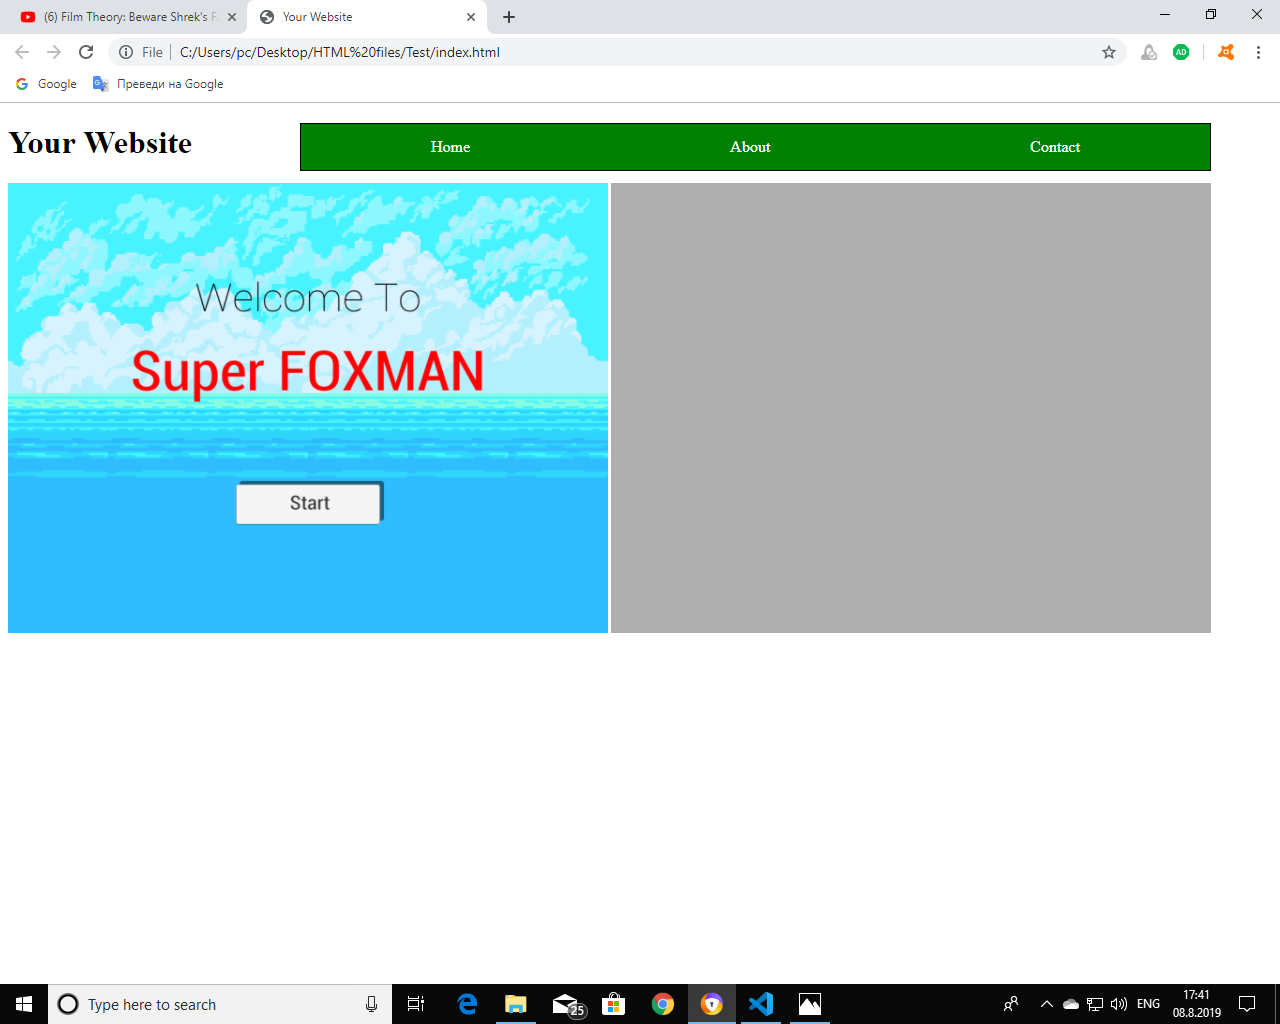 (6) Film Theory: Beware Shrek's F
Your Website
File
C:/Users/pc/Desktop/HTML%20files/Test/index.html
AD
Google
Преведи на Google
Your Website
Home
About
Contact
Welcome To
Super FOXMAN
Start
Type here to search
25
ENG
17:41
08.8.2019